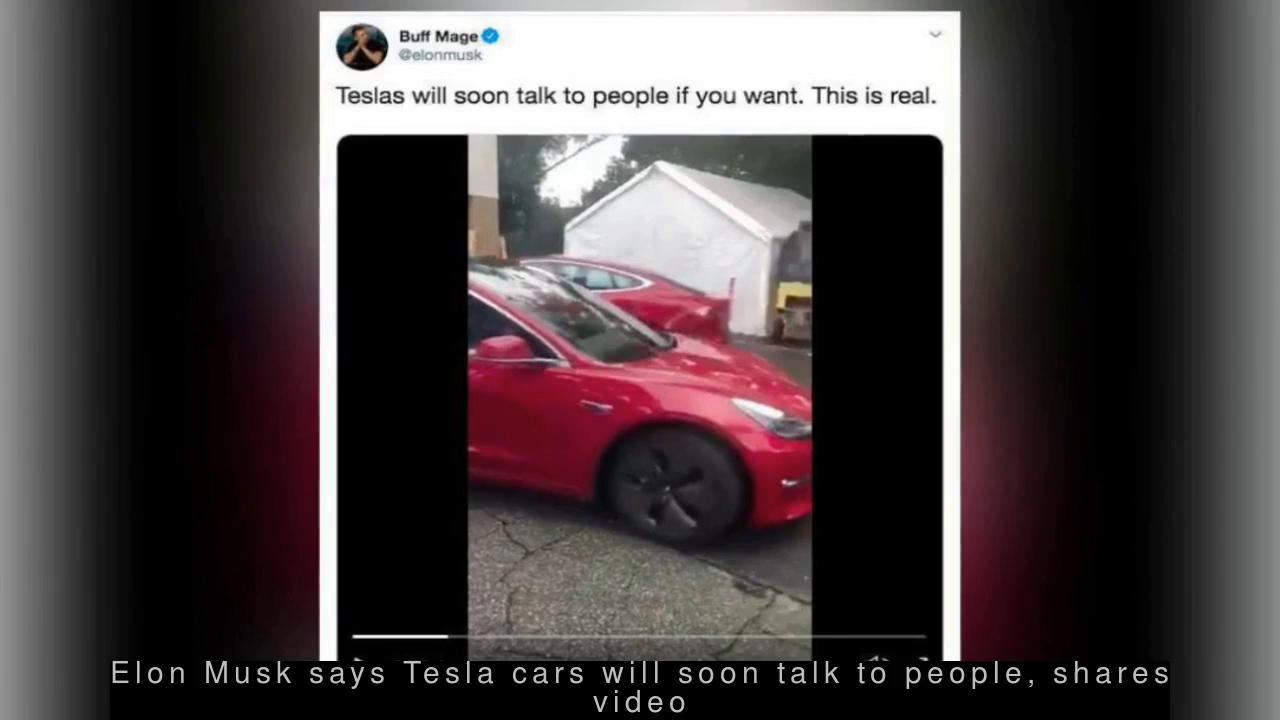 Buff Mage
@elonmusk
Teslas will soon talk to people if you want. This is real.
Elon Musk says Tesla cars will soon talk to people, shares
video